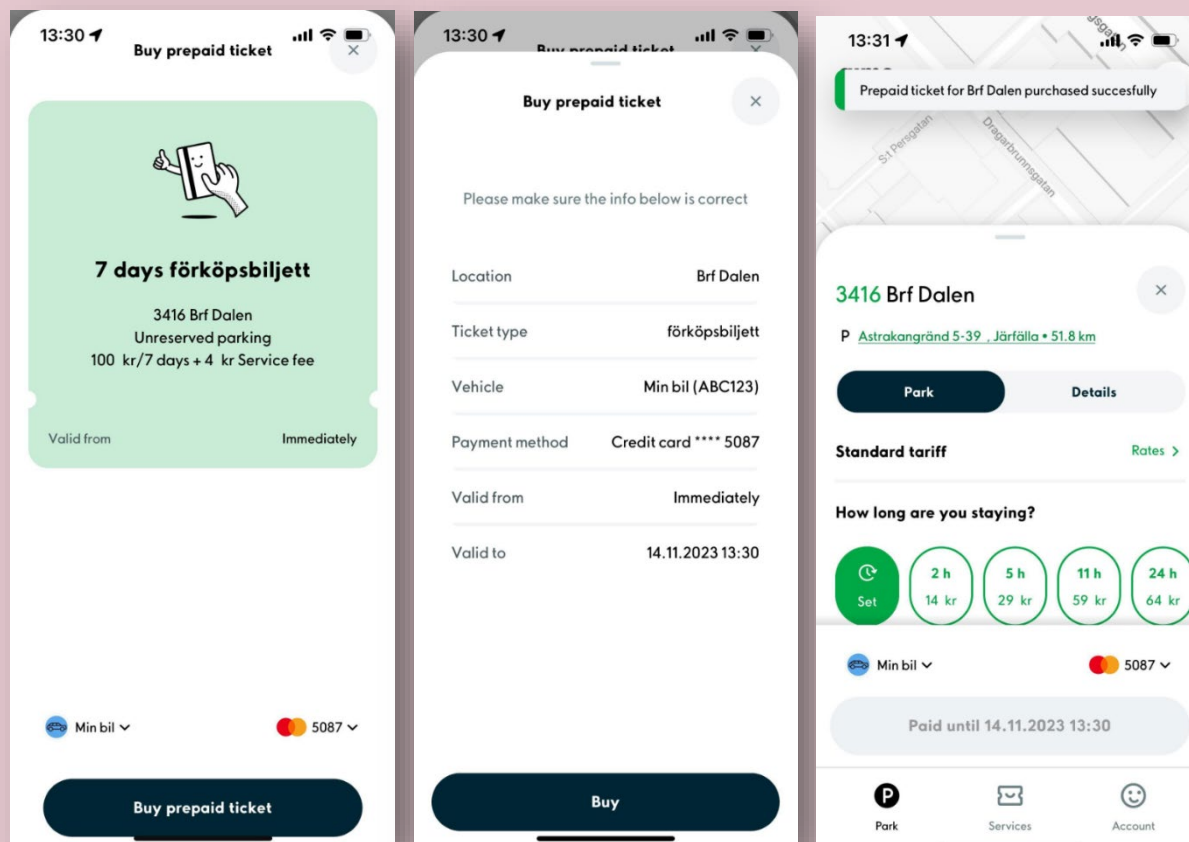 13:30
Buy prepaid ticket
7 days förköpsbiljett
3416 Brf Dalen
Unreserved parking
100 kr/7 days + 4 kr Service fee
Valid from Immediately
Min bil 5087
Buy prepaid ticket
13:30
Buy prepaid ticket
Buy prepaid ticket
Please make sure the info below is correct
Location Brf Dalen
Ticket type förköpsbiljett
Vehicle Min bil (ABC123)
Payment method Credit card **** 5087
Valid from Immediately
Valid to 14.11.2023 13:30
Buy
13:31
Prepaid ticket for Brf Dalen purchased succesfully
S:t Persgatan
Dragarbrunnsgatan
3416 Brf Dalen
P Astrakangränd 5-39 , Järfälla • 51.8 km
Park Details
Standard tariff Rates >
How long are you staying?
Set 2 h 5 h 11 h 24 h
14 kr 29 kr 59 kr 64 kr
Min bil 5087
Paid until 14.11.2023 13:30
P
Park Services Account